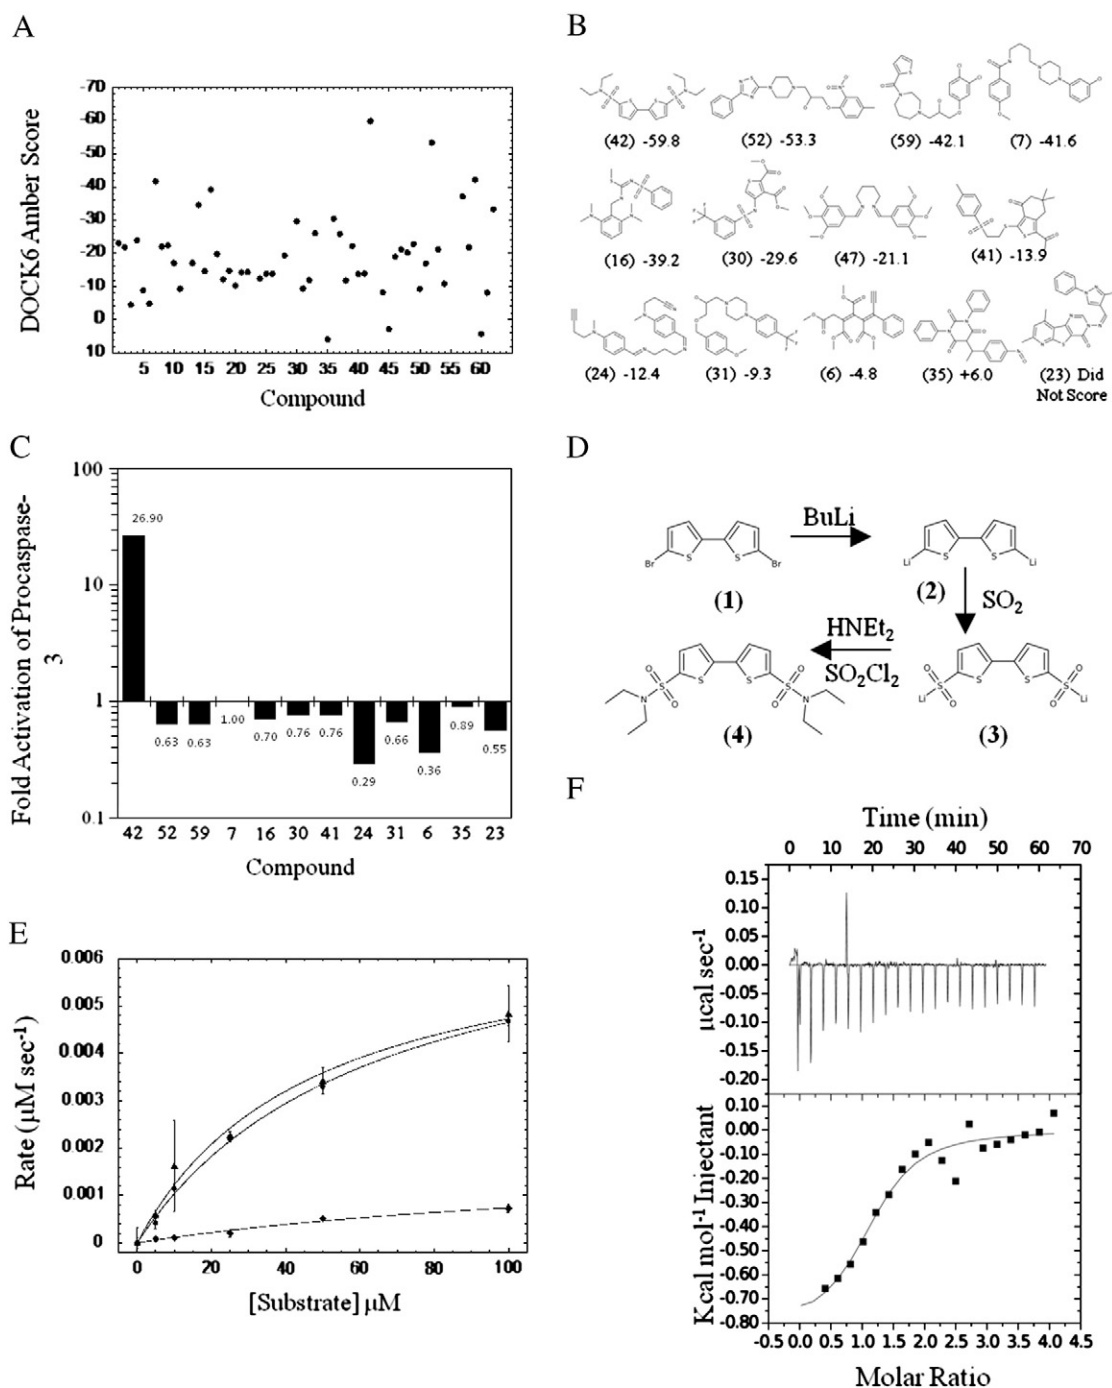 A
DOCK6 Amber Score
-70
-60
-50
-40
-30
-20
-10
0
10
5 10 15 20 25 30 35 40 45 50 55 60
Compound
B
(42) -59.8 (52) -53.3 (59) -42.1 (7) -41.6
(16) -39.2 (30) -29.6 (47) -21.1 (41) -13.9
(24) -12.4 (31) -9.3 (6) -4.8 (35) +6.0 (23) Did
Not Score
C
Fold Activation of Procaspase-
3
100
10
1
0.1
26.90
0.63 0.63 1.00 0.70 0.76 0.76 0.29 0.66 0.36 0.89 0.55
42 52 59 7 16 30 41 24 31 6 35 23
Compound
D
BuLi
Br S S Br
Li S S Li
(1)
(2)
SO2
HNEt2
SO2Cl2
(4)
(3)
E
Rate (µM sec-1)
0.006
0.005
0.004
0.003
0.002
0.001
0
0 20 40 60 80 100
[Substrate] µM
F
Time (min)
0 10 20 30 40 50 60 70
µcal sec-1
0.15
0.10
0.05
0.00
-0.05
-0.10
-0.15
-0.20
Kcal mol-1 Injectant
0.10
0.00
-0.10
-0.20
-0.30
-0.40
-0.50
-0.60
-0.70
-0.80
-0.5 0.0 0.5 1.0 1.5 2.0 2.5 3.0 3.5 4.0 4.5
Molar Ratio